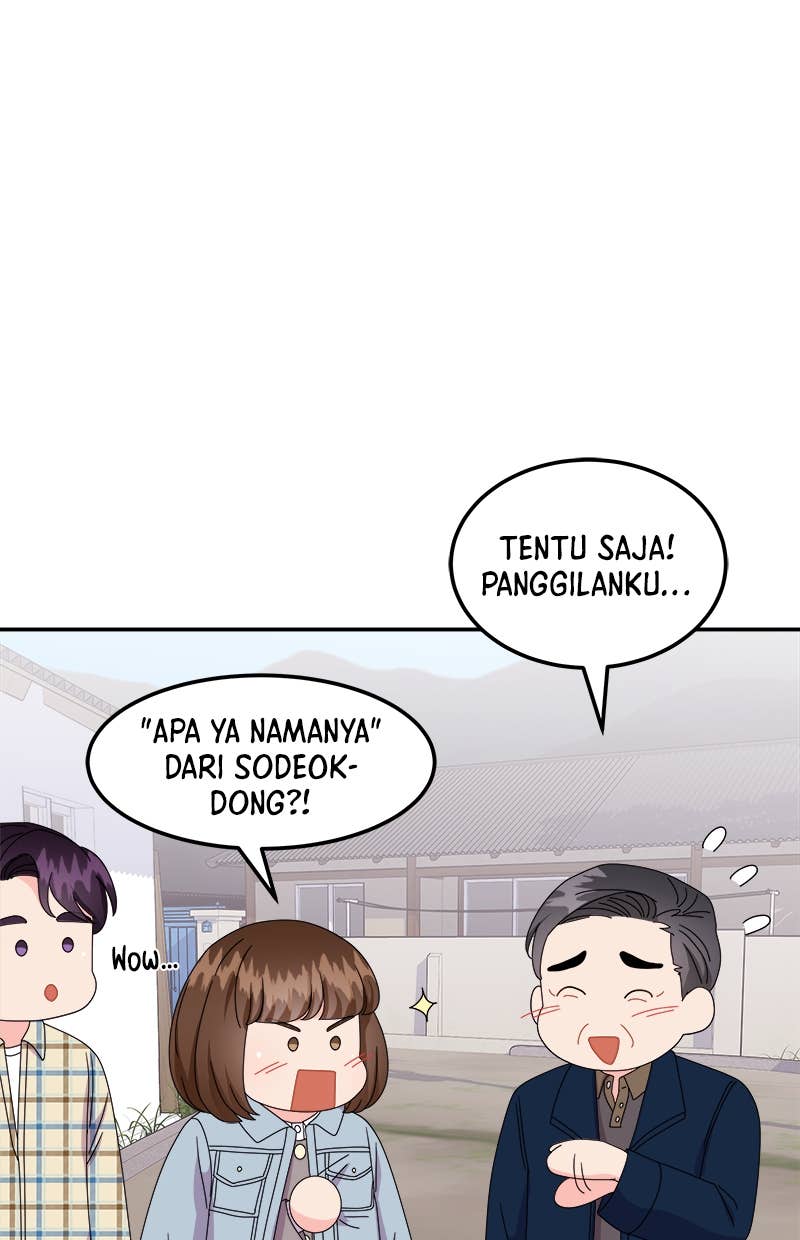 TENTU SAJA!
PANGGILANKU...
"APA YA NAMANYA"
DARI SODEOK-
DONG?!
WOW...